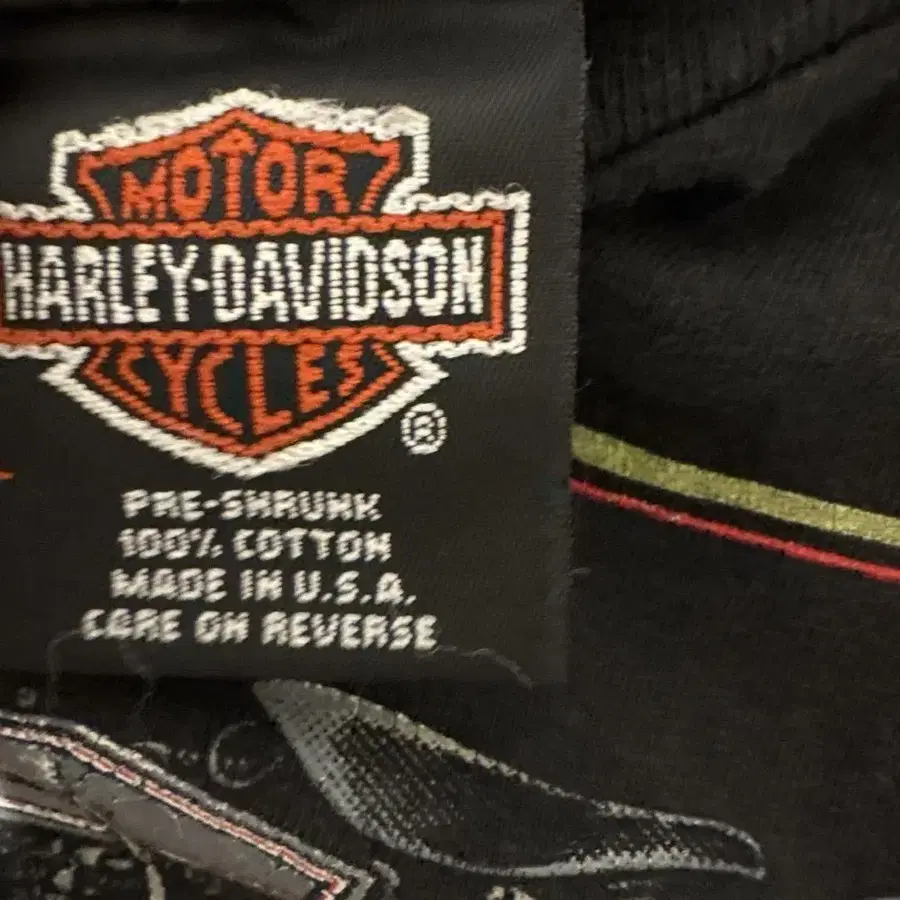 MOTOR
HARLEY-DAVIDSON
CYCLES
®
PRE-SHRUNK
100% COTTON
MADE IN U.S.A.
CARE ON REVERSE